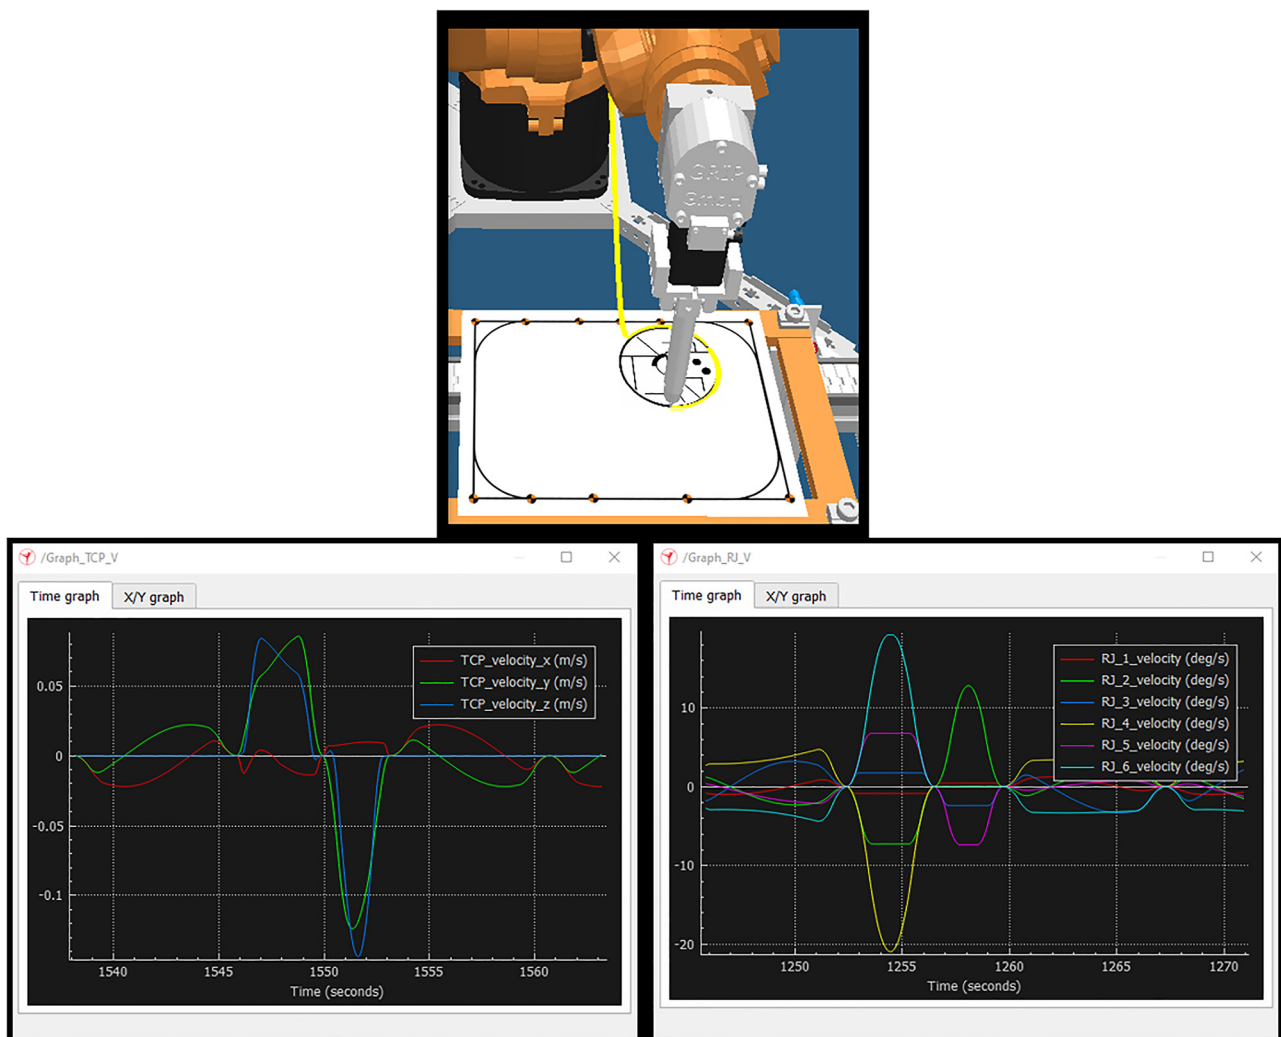 GRIP
GmbH
/Graph_TCP_V
Time graph
X/Y graph
TCP_velocity_x (m/s)
TCP_velocity_y (m/s)
TCP_velocity_z (m/s)
0.05
0
-0.05
-0.1
1540
1545
1550
1555
1560
Time (seconds)
/Graph_RJ_V
Time graph
X/Y graph
RJ_1_velocity (deg/s)
RJ_2_velocity (deg/s)
RJ_3_velocity (deg/s)
RJ_4_velocity (deg/s)
RJ_5_velocity (deg/s)
RJ_6_velocity (deg/s)
10
0
-10
-20
1250
1255
1260
1265
1270
Time (seconds)